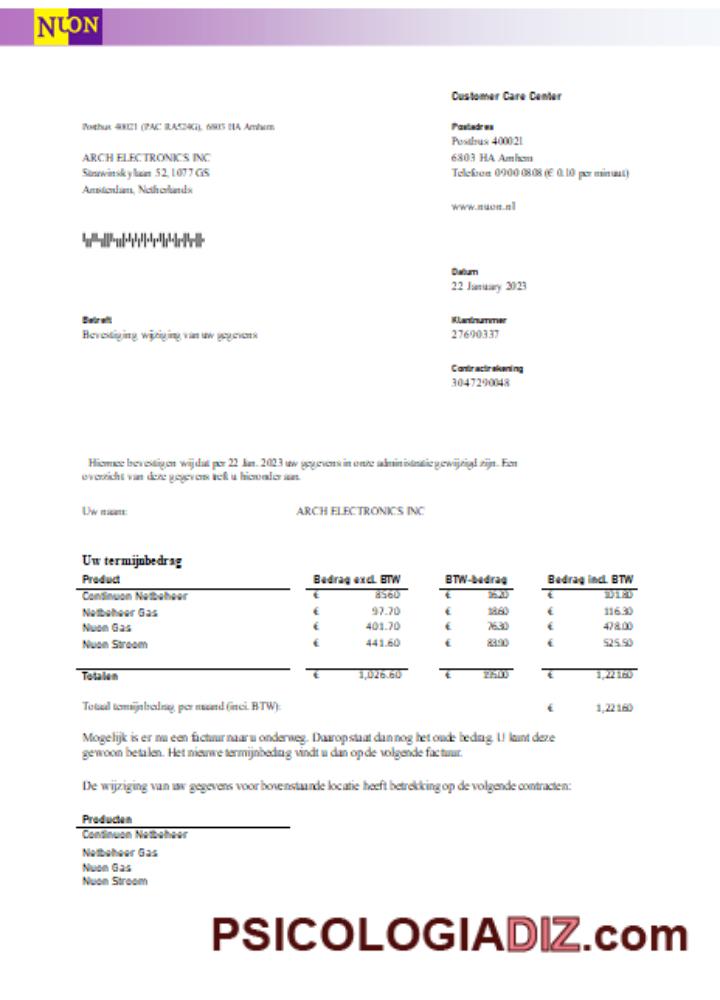 NUON
Customer Care Center
Postbus 40021 (PAC RA524G), 6803 HA Arnhem
Postadres
Postbus 400021
ARCH ELECTRONICS INC
6803 HA Arnhem
Strawinskylaan 52, 1077 GS
Telefoon 0900 0808 (€ 0.10 per minuut)
Amsterdam, Netherlands
www.nuon.nl
Datum
22 January 2023
Betreft
Klantnummer
Bevestiging wijziging van uw gegevens
27690337
Contractrekening
3047290048
Hiermee bevestigen wij dat per 22 Jan. 2023 uw gegevens in onze administratie gewijzigd zijn. Een
overzicht van deze gegevens treft u hieronder aan.
Uw naam: ARCH ELECTRONICS INC
Uw termijnbedrag
Product Bedrag excl. BTW BTW-bedrag Bedrag incl. BTW
Continuon Netbeheer € 8560 € 16.20 € 101.80
Netbeheer Gas € 97.70 € 18.60 € 116.30
Nuon Gas € 401.70 € 76.30 € 478.00
Nuon Stroom € 441.60 € 83.90 € 525.50
Totalen € 1,026.60 € 195.00 € 1,221.60
Totaal termijnbedrag per maand (incl. BTW): € 1,221.60
Mogelijk is er nu een factuur naar u onderweg. Daarop staat dan nog het oude bedrag. U kunt deze
gewoon betalen. Het nieuwe termijnbedrag vindt u dan op de volgende factuur.
De wijziging van uw gegevens voor bovenstaande locatie heeft betrekking op de volgende contracten:
Producten
Continuon Netbeheer
Netbeheer Gas
Nuon Gas
Nuon Stroom
PSICOLOGIADIZ.com